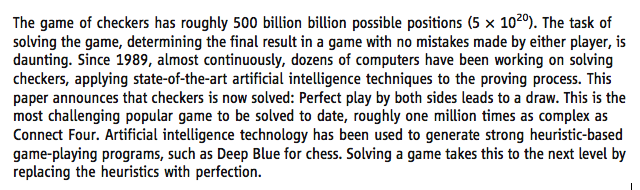 The game of checkers has roughly 500 billion billion possible positions (5 × 10²⁰). The task of
solving the game, determining the final result in a game with no mistakes made by either player, is
daunting. Since 1989, almost continuously, dozens of computers have been working on solving
checkers, applying state-of-the-art artificial intelligence techniques to the proving process. This
paper announces that checkers is now solved: Perfect play by both sides leads to a draw. This is the
most challenging popular game to be solved to date, roughly one million times as complex as
Connect Four. Artificial intelligence technology has been used to generate strong heuristic-based
game-playing programs, such as Deep Blue for chess. Solving a game takes this to the next level by
replacing the heuristics with perfection.